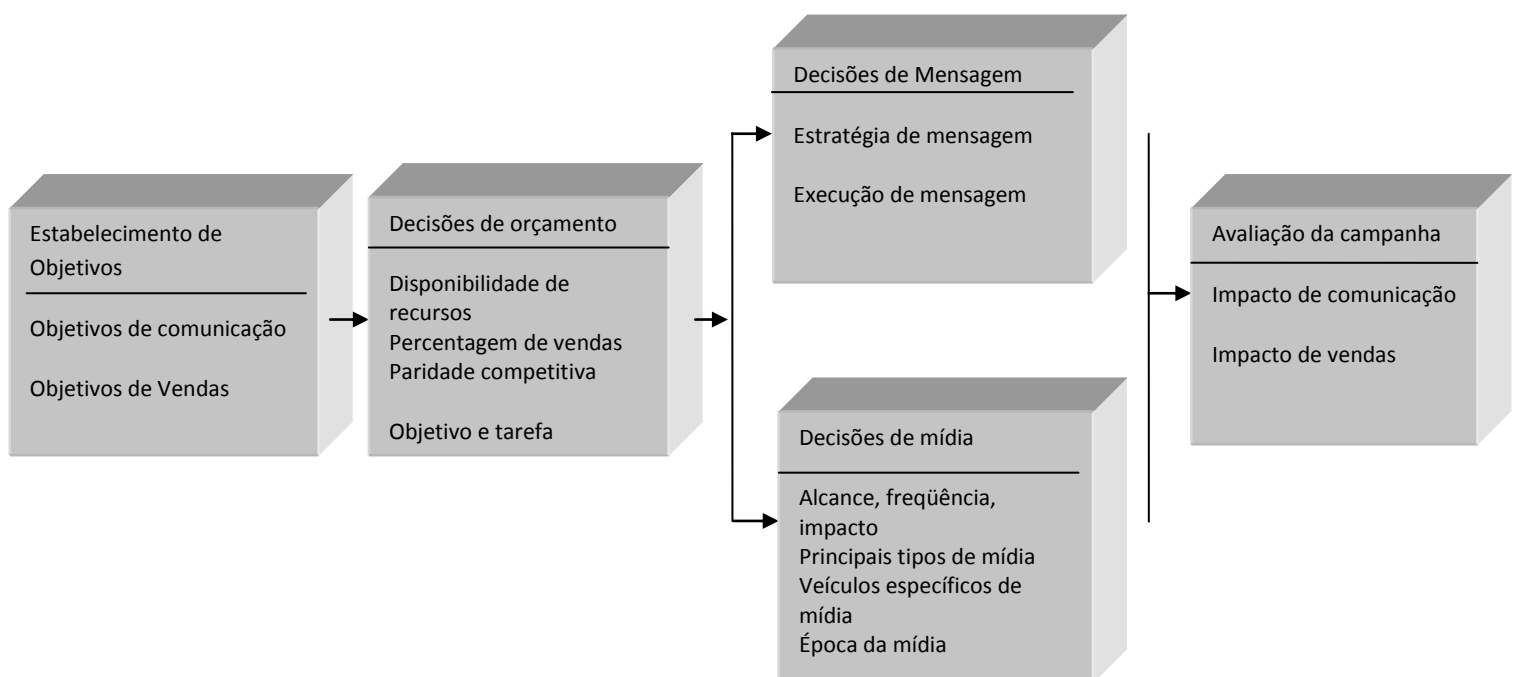 Estabelecimento de
Objetivos
Objetivos de comunicação
Objetivos de Vendas
Decisões de orçamento
Disponibilidade de
recursos
Percentagem de vendas
Paridade competitiva
Objetivo e tarefa
Decisões de Mensagem
Estratégia de mensagem
Execução de mensagem
Decisões de mídia
Alcance, freqüência,
impacto
Principais tipos de mídia
Veículos específicos de
mídia
Época da mídia
Avaliação da campanha
Impacto de comunicação
Impacto de vendas